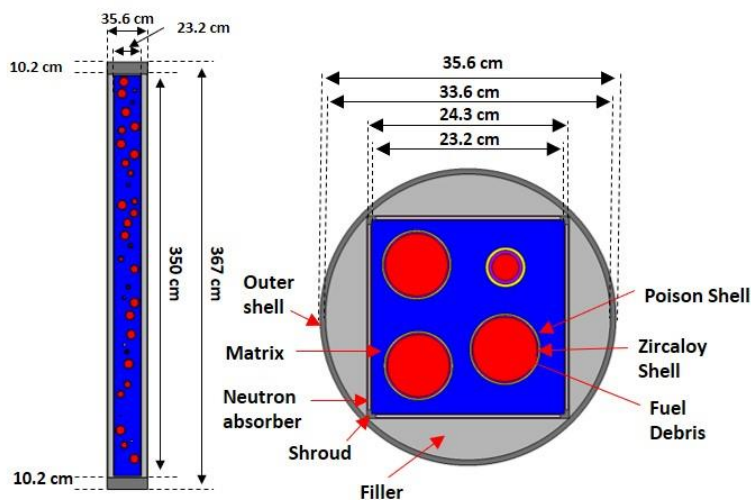 35.6 cm
23.2 cm
10.2 cm
350 cm
367 cm
10.2 cm
35.6 cm
33.6 cm
24.3 cm
23.2 cm
Outer
shell
Matrix
Neutron
absorber
Shroud
Filler
Poison Shell
Zircaloy
Shell
Fuel
Debris